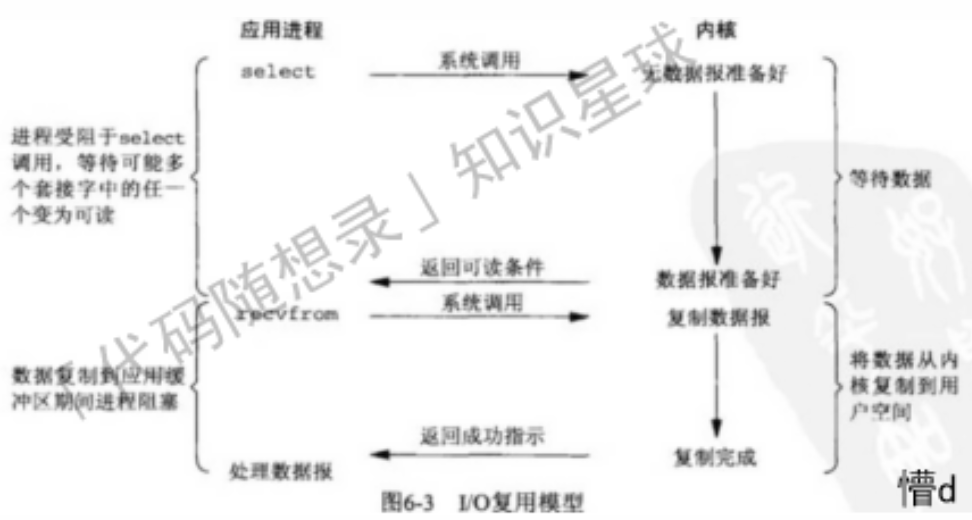 应用进程
内核
select
系统调用
无数据报准备好
进程受阻于select
调用，等待可能多
个套接字中的任一
个变为可读
等待数据
返回可读条件
数据报准备好
recvfrom
系统调用
复制数据报
数据复制到应用缓
冲区期间进程阻塞
将数据从内
核复制到用
户空间
返回成功指示
复制完成
处理数据报
图6-3 I/O复用模型
「代码随想录」知识星球
懵d